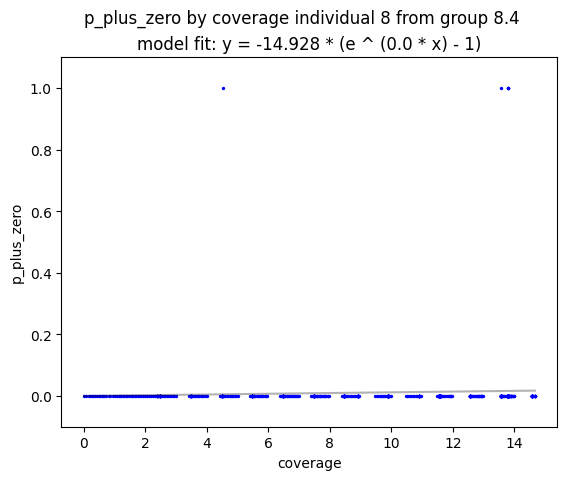 p_plus_zero by coverage individual 8 from group 8.4
model fit: y = -14.928 * (e ^ (0.0 * x) - 1)
1.0
0.8
0.6
0.4
0.2
0.0
p_plus_zero
0 2 4 6 8 10 12 14
coverage